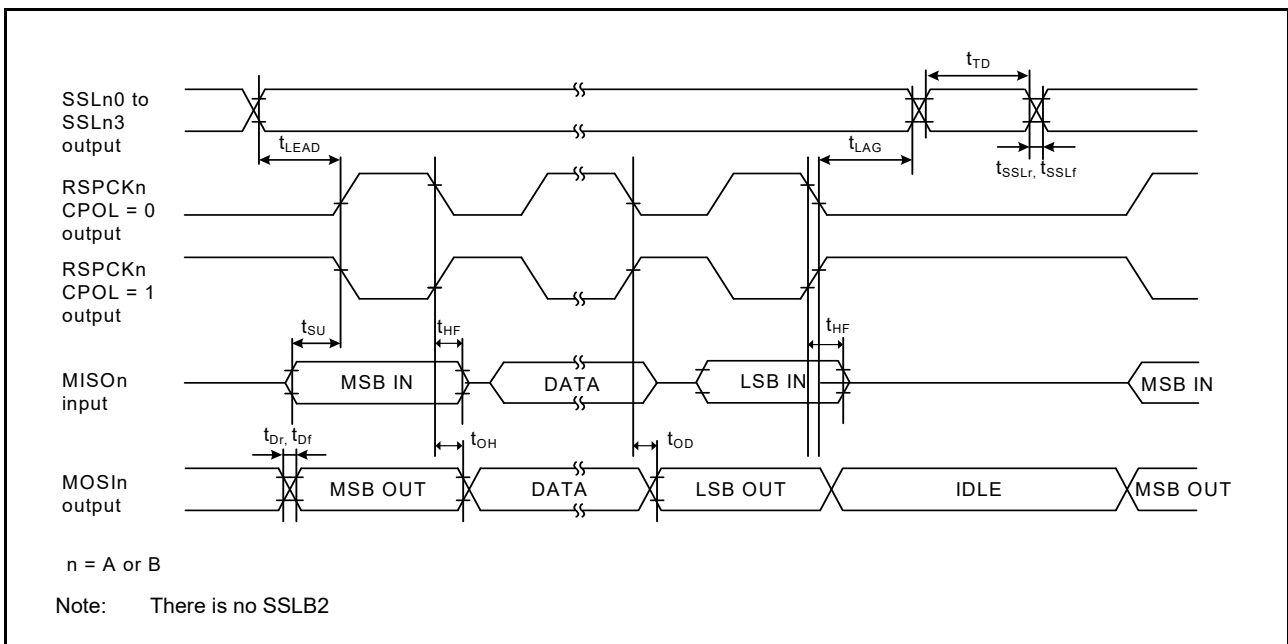 tTD
SSLn0 to
SSLn3
output
tLEAD
tLAG
tSSLr, tSSLf
RSPCKn
CPOL = 0
output
RSPCKn
CPOL = 1
output
tSU
tHF
tHF
MISOn
input
MSB IN
DATA
LSB IN
MSB IN
tDr, tDf
tOH
tOD
MOSIn
output
MSB OUT
DATA
LSB OUT
IDLE
MSB OUT
n = A or B
Note: There is no SSLB2